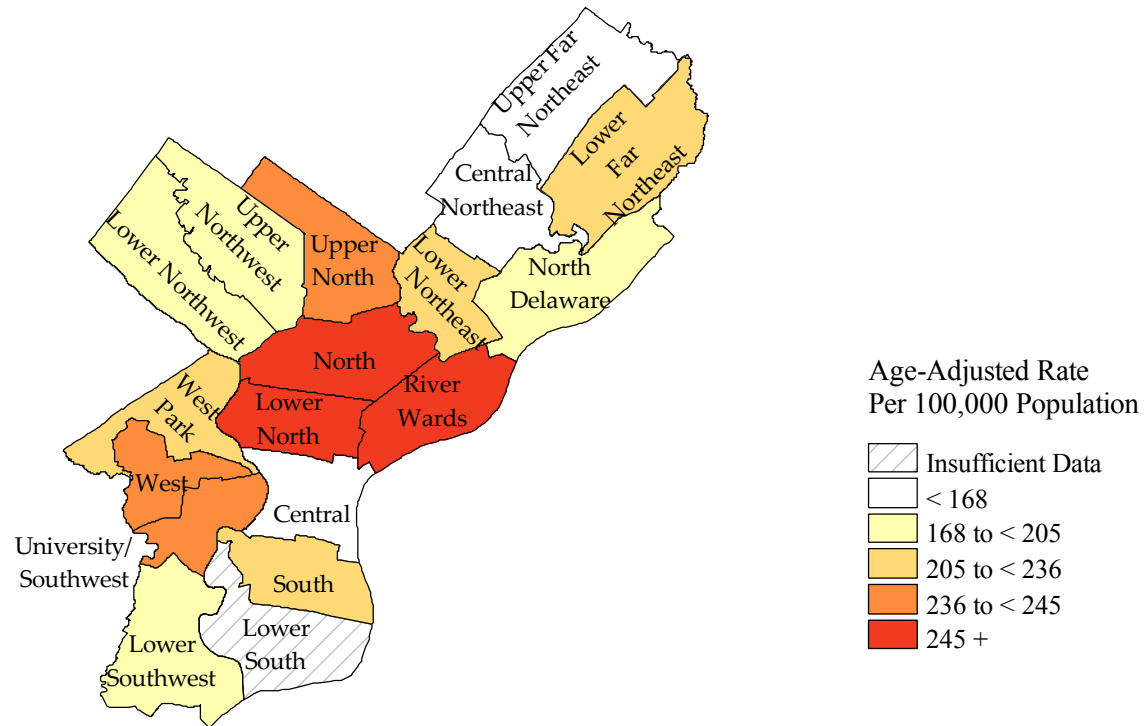 Upper Far
Northeast
Lower
Far
Northeast
Central
Northeast
Upper
Northwest
Lower Northwest
Upper
North
Lower
Northeast
North
Delaware
North
River
Wards
Lower
North
West
Park
West
Central
University/
Southwest
South
Lower
South
Lower
Southwest
Age-Adjusted Rate
Per 100,000 Population
Insufficient Data
< 168
168 to < 205
205 to < 236
236 to < 245
245 +